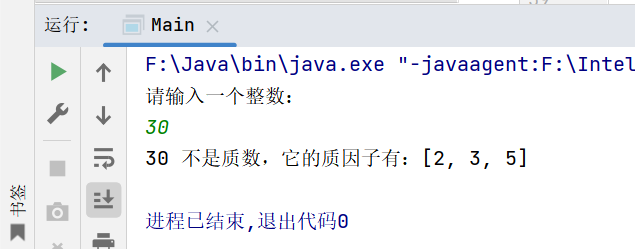 运行: Main
F:\Java\bin\java.exe "-javaagent:F:\Intel
请输入一个整数：
30
30 不是质数，它的质因子有：[2, 3, 5]
进程已结束,退出代码0
书签